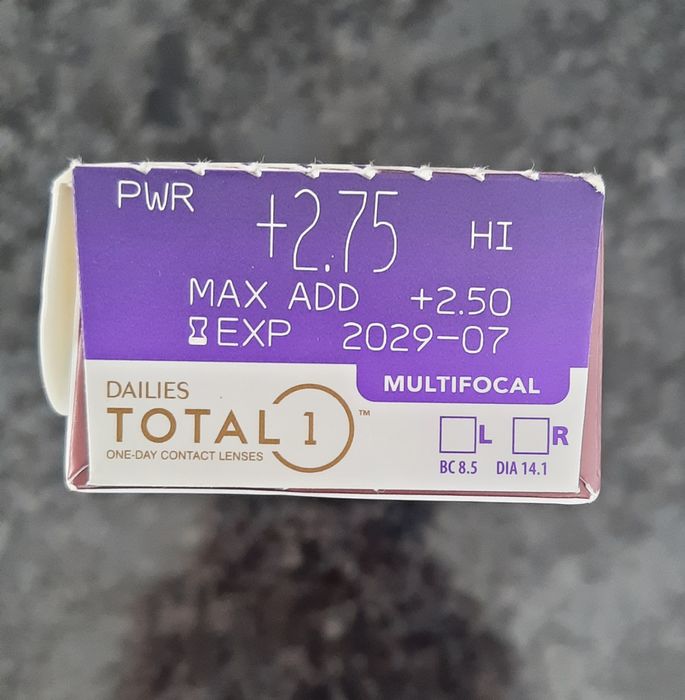 PWR +2.75 HI
MAX ADD +2.50
EXP 2029-07
MULTIFOCAL
DAILIES
TOTAL 1™
ONE-DAY CONTACT LENSES
L R
BC 8.5 DIA 14.1